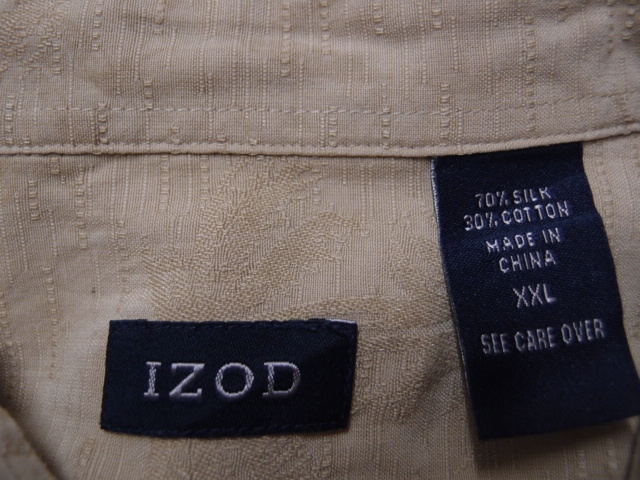 70% SILK
30% COTTON
MADE IN
CHINA
XXL
SEE CARE OVER
IZOD